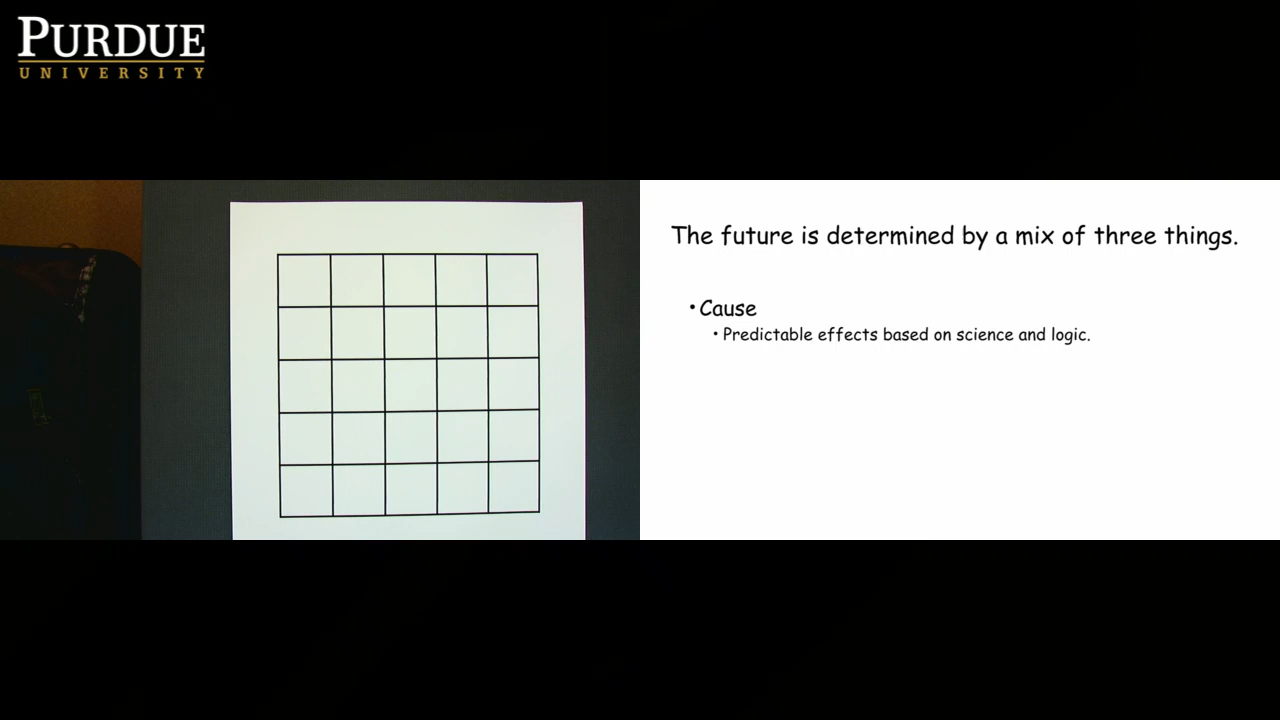 PURDUE
UNIVERSITY
The future is determined by a mix of three things.
• Cause
• Predictable effects based on science and logic.